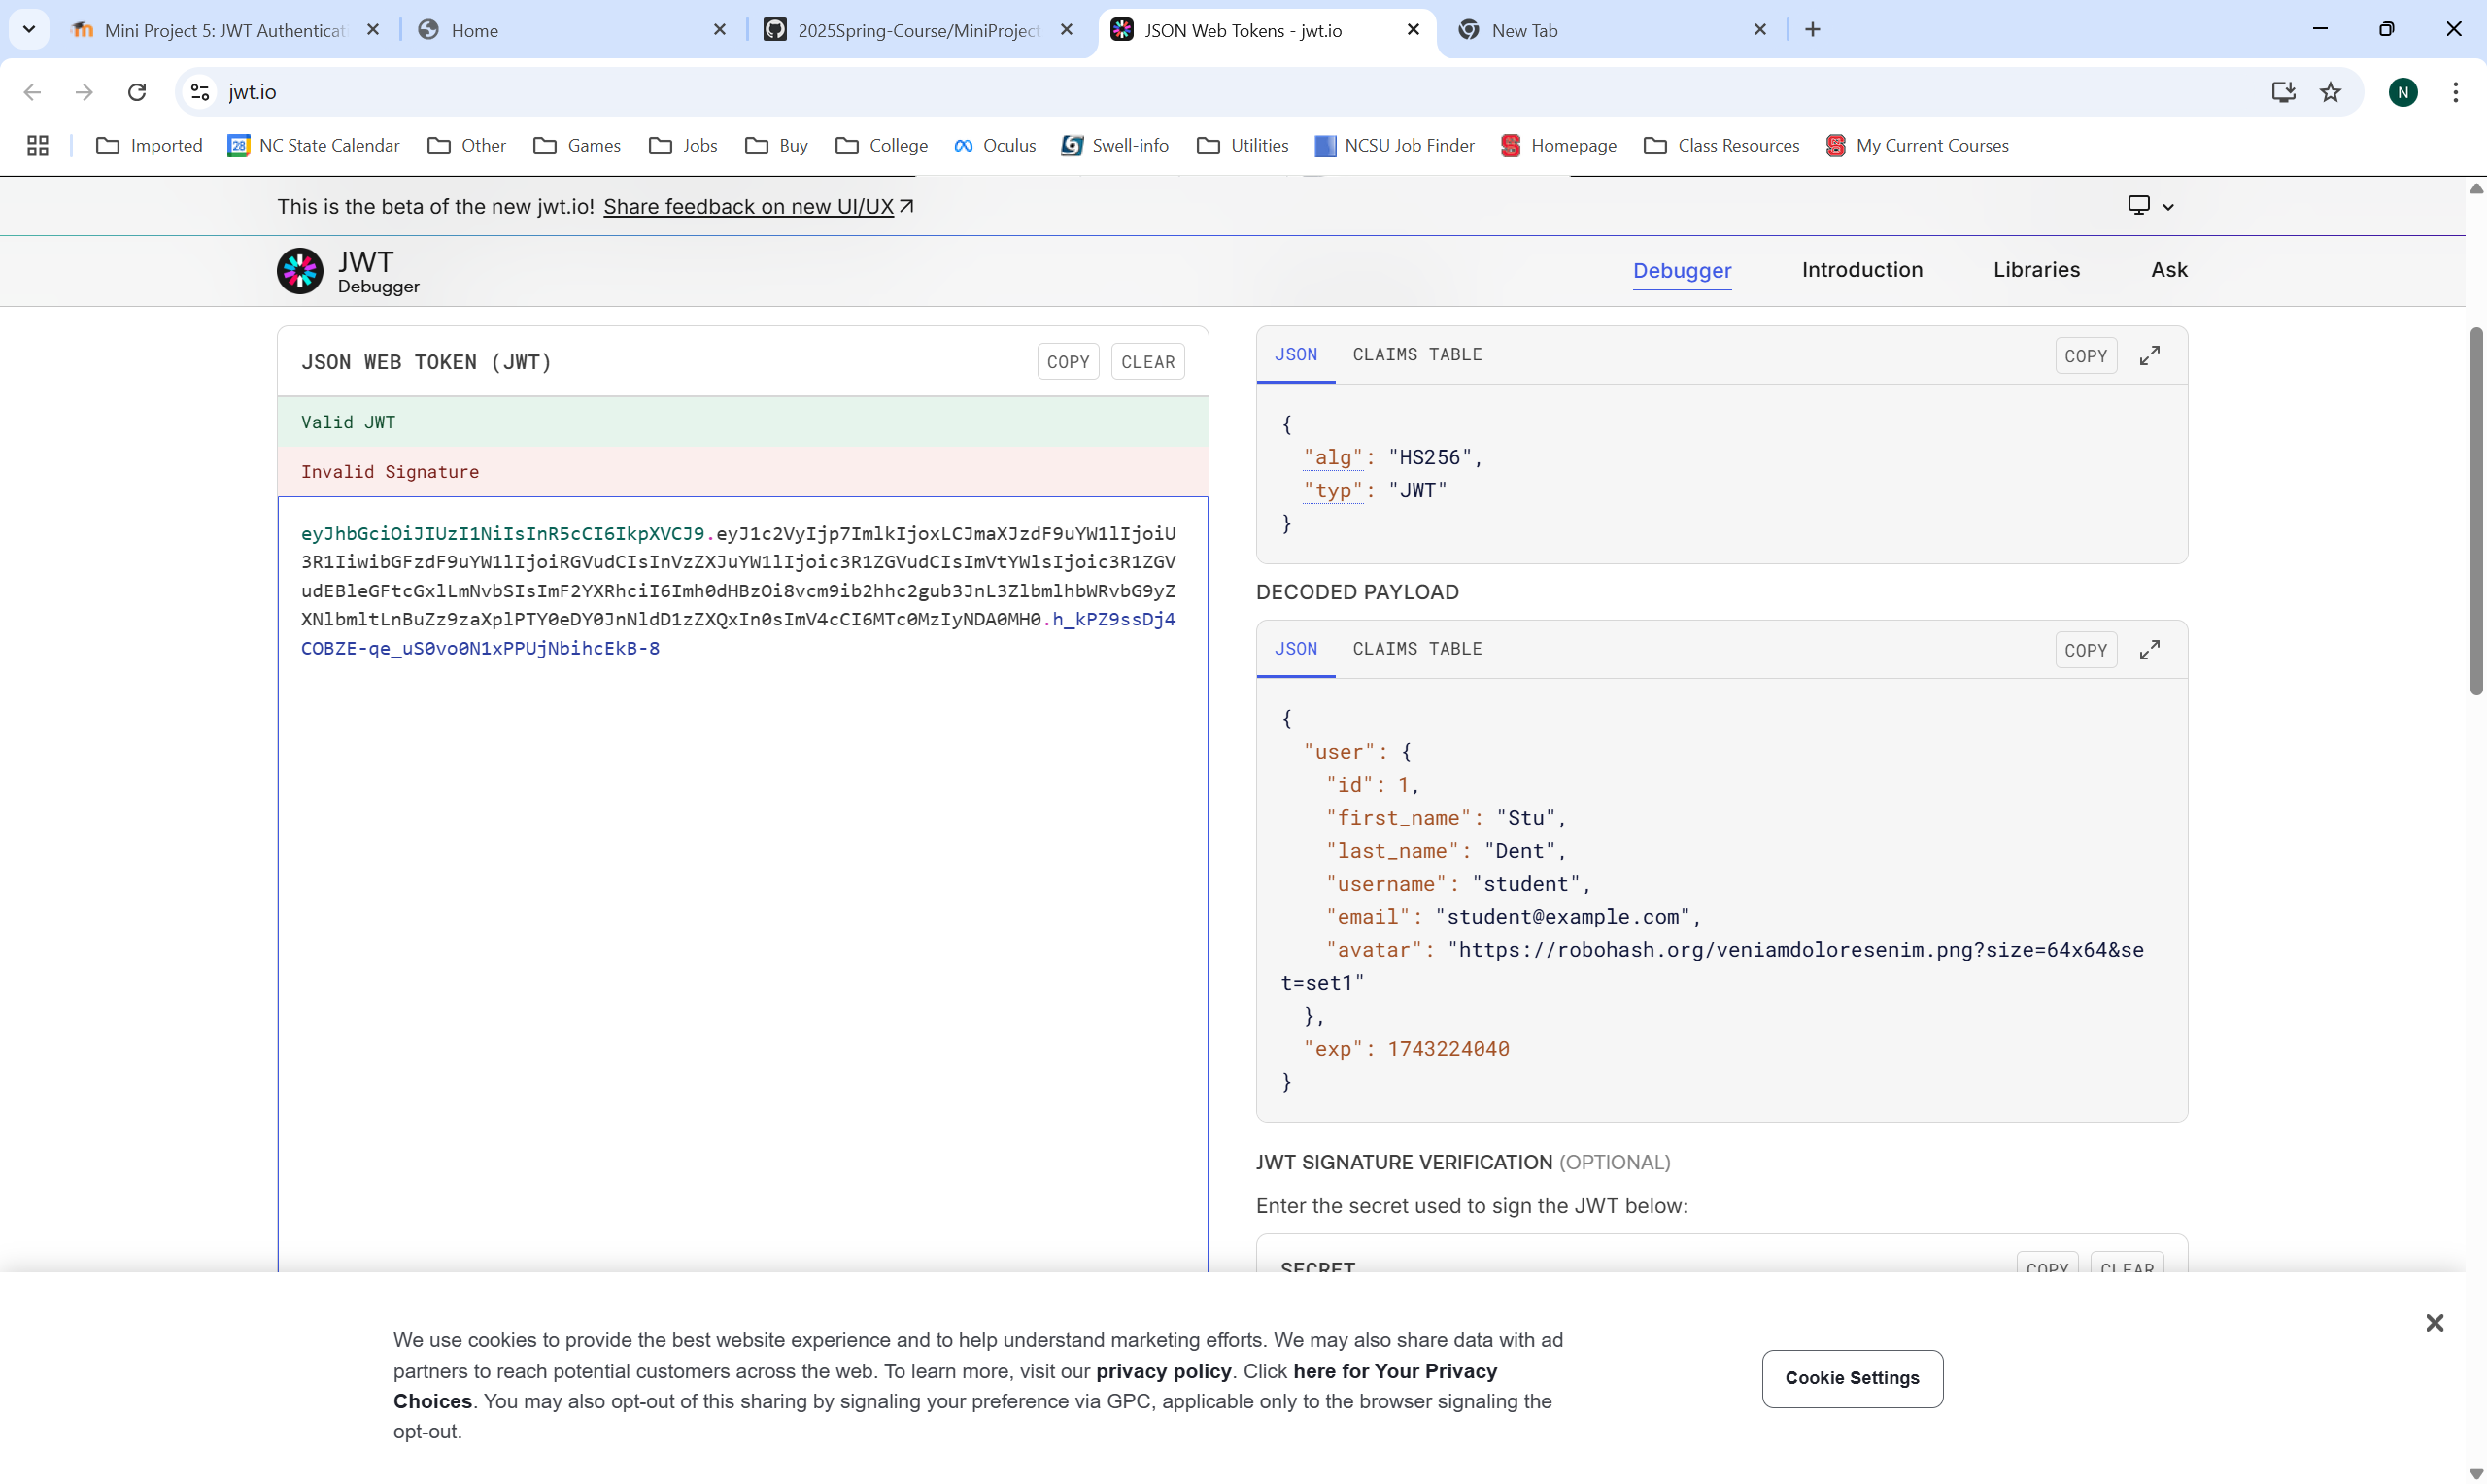 Mini Project 5: JWT Authenticat
Home
2025Spring-Course/MiniProject
JSON Web Tokens - jwt.io
New Tab
jwt.io
N
Imported
28
NC State Calendar
Other
Games
Jobs
Buy
College
Oculus
Swell-info
Utilities
NCSU Job Finder
Homepage
Class Resources
My Current Courses
This is the beta of the new jwt.io! Share feedback on new UI/UX
JWT
Debugger
Debugger
Introduction
Libraries
Ask
JSON WEB TOKEN (JWT)
COPY
CLEAR
Valid JWT
Invalid Signature
eyJhbGciOiJIUzI1NiIsInR5cCI6IkpXVCJ9.eyJ1c2VyIjp7ImlkIjoxLCJmaXJzdF9uYW1lIjoiU
3R1IiwibGFzdF9uYW1lIjoiRGVudCIsInVzZXJuYW1lIjoic3R1ZGVudCIsImVtYWlsIjoic3R1ZGV
udEBleGFtcGxlLmNvbSIsImF2YXRhciI6Imh0dHBzOi8vcm9ib2hhc2gub3JnL3ZlbmlhbWRvbG9yZ
XNlbmltLnBuZz9zaXplPTY0eDY0JnNldD1zZXQxIn0sImV4cCI6MTc0MzIyNDA0MH0.h_kPZ9ssDj4
COBZE-qe_uS0vo0N1xPPUjNbihcEkB-8
JSON
CLAIMS TABLE
COPY
{
"alg": "HS256",
"typ": "JWT"
}
DECODED PAYLOAD
JSON
CLAIMS TABLE
COPY
{
"user": {
"id": 1,
"first_name": "Stu",
"last_name": "Dent",
"username": "student",
"email": "student@example.com",
"avatar": "https://robohash.org/veniamdoloresenim.png?size=64x64&se
t=set1"
},
"exp": 1743224040
}
JWT SIGNATURE VERIFICATION (OPTIONAL)
Enter the secret used to sign the JWT below:
SECRET
COPY
CLEAR
We use cookies to provide the best website experience and to help understand marketing efforts. We may also share data with ad
partners to reach potential customers across the web. To learn more, visit our privacy policy. Click here for Your Privacy
Choices. You may also opt-out of this sharing by signaling your preference via GPC, applicable only to the browser signaling the
opt-out.
Cookie Settings